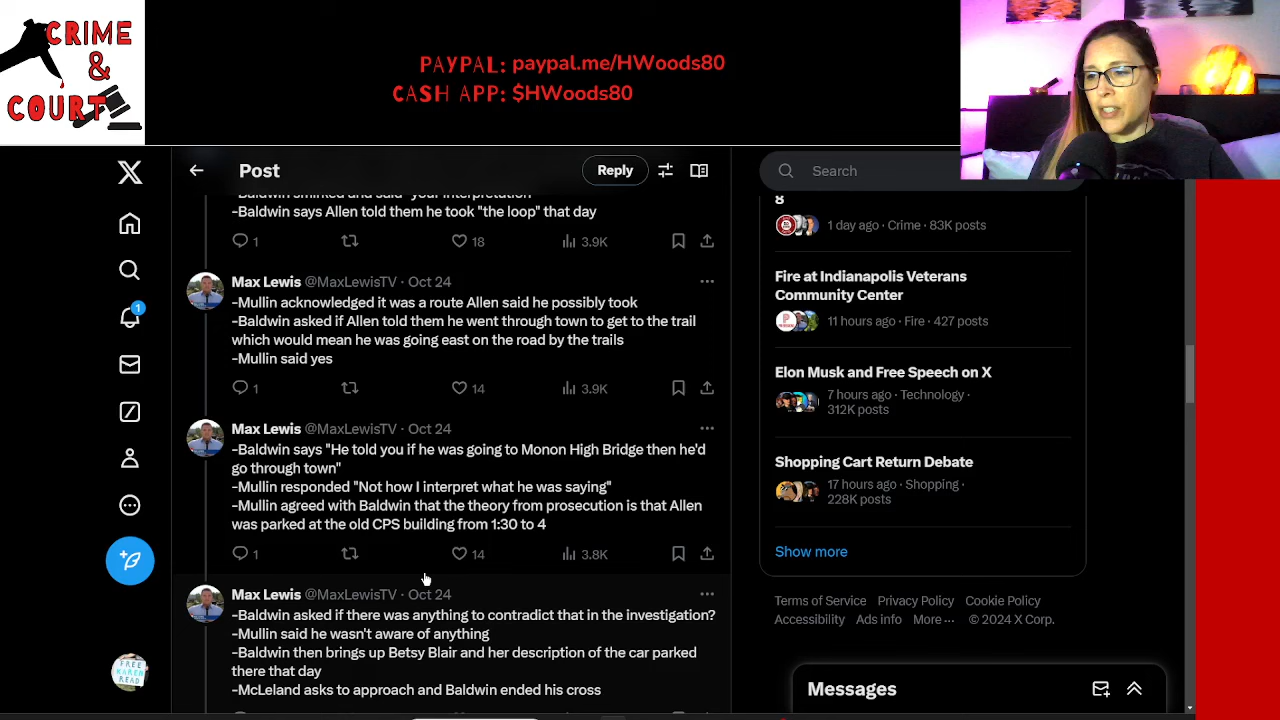 CRIME
&
COURT
PAYPAL: paypal.me/HWoods80
CASH APP: $HWoods80
Post
Reply
Search
-Baldwin smirked and said "your interpretation"
-Baldwin says Allen told them he took "the loop" that day
1 18 3.9K
Max Lewis @MaxLewisTV · Oct 24
-Mullin acknowledged it was a route Allen said he possibly took
-Baldwin asked if Allen told them he went through town to get to the trail
which would mean he was going east on the road by the trails
-Mullin said yes
1 14 3.9K
Max Lewis @MaxLewisTV · Oct 24
-Baldwin says "He told you if he was going to Monon High Bridge then he'd
go through town"
-Mullin responded "Not how I interpret what he was saying"
-Mullin agreed with Baldwin that the theory from prosecution is that Allen
was parked at the old CPS building from 1:30 to 4
1 14 3.8K
Max Lewis @MaxLewisTV · Oct 24
-Baldwin asked if there was anything to contradict that in the investigation?
-Mullin said he wasn't aware of anything
-Baldwin then brings up Betsy Blair and her description of the car parked
there that day
-McLeland asks to approach and Baldwin ended his cross
8
1 day ago · Crime · 83K posts
Fire at Indianapolis Veterans
Community Center
11 hours ago · Fire · 427 posts
Elon Musk and Free Speech on X
7 hours ago · Technology ·
312K posts
Shopping Cart Return Debate
17 hours ago · Shopping ·
228K posts
Show more
Terms of Service Privacy Policy Cookie Policy
Accessibility Ads info More ··· © 2024 X Corp.
Messages
1
FREE
KAREN
READ